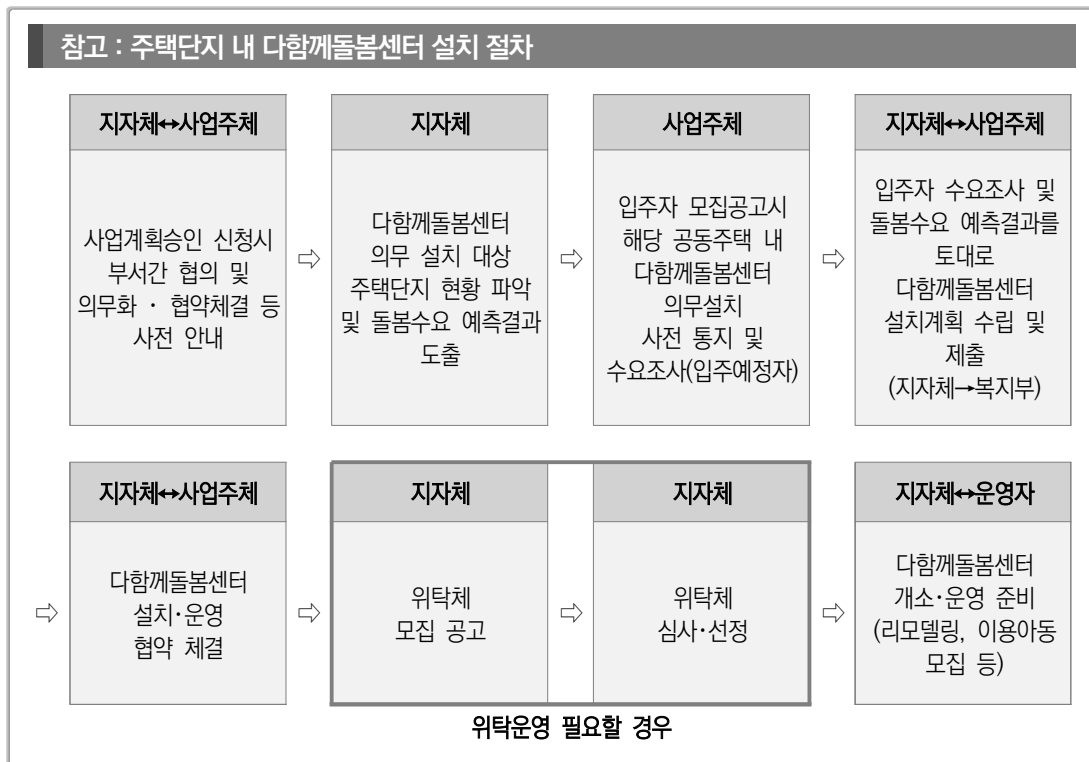 참고 : 주택단지 내 다함께돌봄센터 설치 절차
지자체↔사업주체
사업계획승인 신청시
부서간 협의 및
의무화 · 협약체결 등
사전 안내
⇨
지자체
다함께돌봄센터
의무 설치 대상
주택단지 현황 파악
및 돌봄수요 예측결과
도출
⇨
사업주체
입주자 모집공고시
해당 공동주택 내
다함께돌봄센터
의무설치
사전 통지 및
수요조사(입주예정자)
⇨
지자체↔사업주체
입주자 수요조사 및
돌봄수요 예측결과를
토대로
다함께돌봄센터
설치계획 수립 및
제출
(지자체→복지부)
⇨
지자체↔사업주체
다함께돌봄센터
설치·운영
협약 체결
⇨
지자체
위탁체
모집 공고
⇨
지자체
위탁체
심사·선정
⇨
지자체↔운영자
다함께돌봄센터
개소·운영 준비
(리모델링, 이용아동
모집 등)
위탁운영 필요할 경우